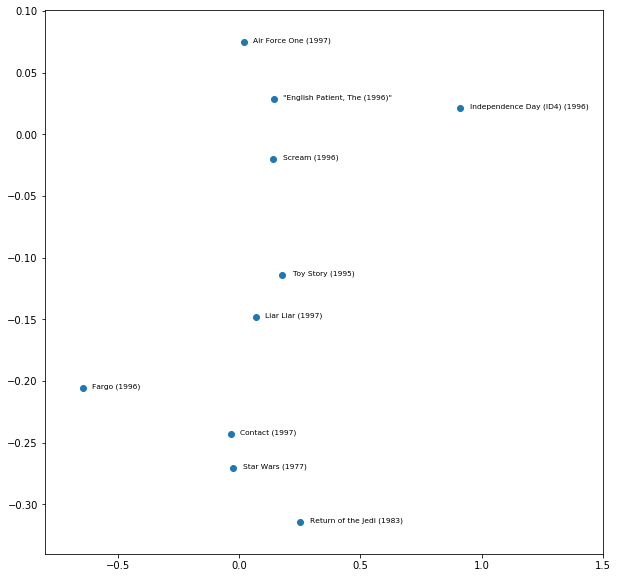 0.10
Air Force One (1997)
0.05
"English Patient, The (1996)"
Independence Day (ID4) (1996)
0.00
Scream (1996)
−0.05
−0.10
Toy Story (1995)
−0.15
Liar Liar (1997)
−0.20
Fargo (1996)
−0.25
Contact (1997)
Star Wars (1977)
−0.30
Return of the Jedi (1983)
−0.5 0.0 0.5 1.0 1.5